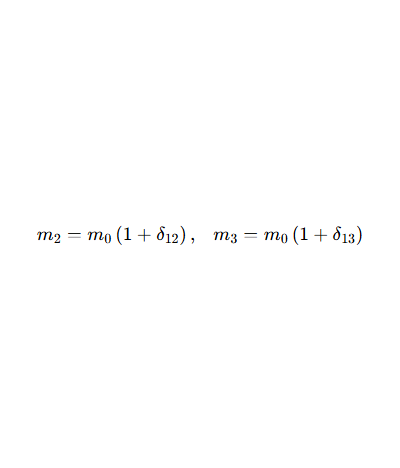 m₂ = m₀ (1 + δ₁₂) ,   m₃ = m₀ (1 + δ₁₃)